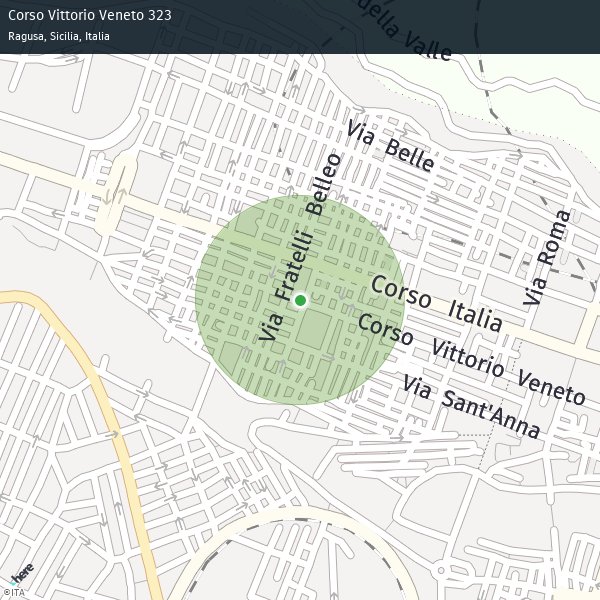 Corso Vittorio Veneto 323
Ragusa, Sicilia, Italia
della Valle
Via Belle
Via Fratelli Belleo
Via Roma
Corso Italia
Corso Vittorio Veneto
Via Sant'Anna
here
©ITA